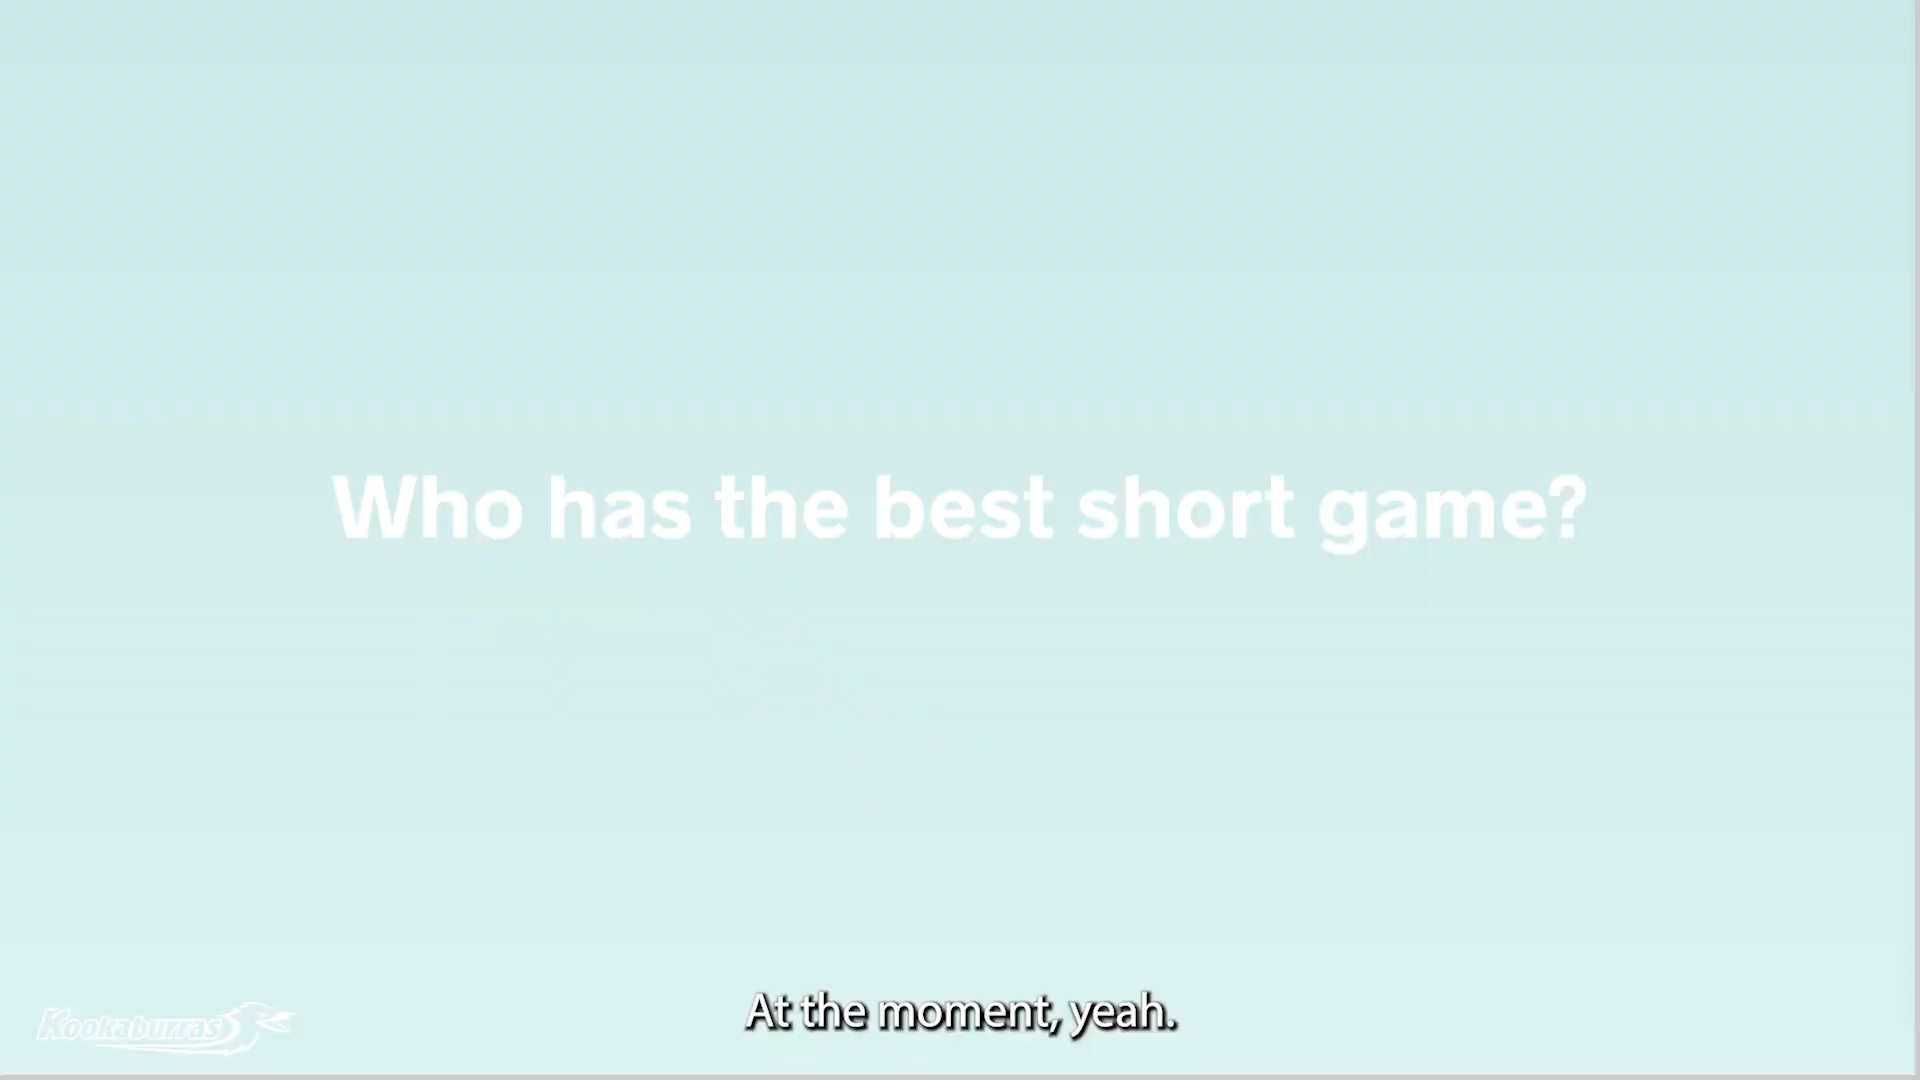 Who has the best short game?
At the moment, yeah.
Kookaburras